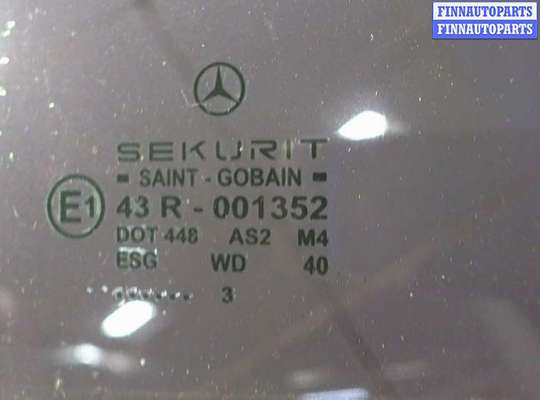 FINNAUTOPARTS
FINNAUTOPARTS
SEKURIT
SAINT - GOBAIN
E1
43 R - 001352
DOT 448 AS2 M4
ESG WD 40
3